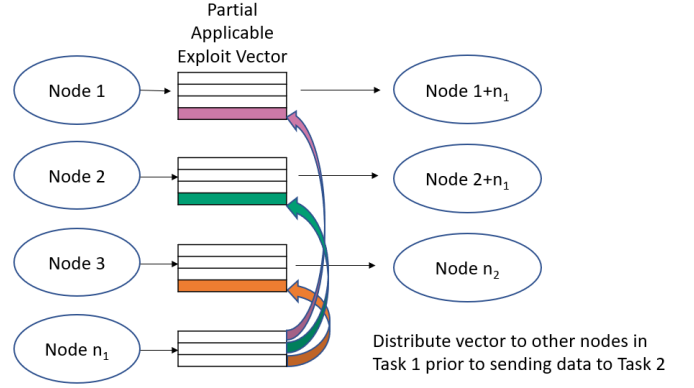 Partial
Applicable
Exploit Vector
Node 1
Node 1+n₁
Node 2
Node 2+n₁
Node 3
Node n₂
Node n₁
Distribute vector to other nodes in
Task 1 prior to sending data to Task 2